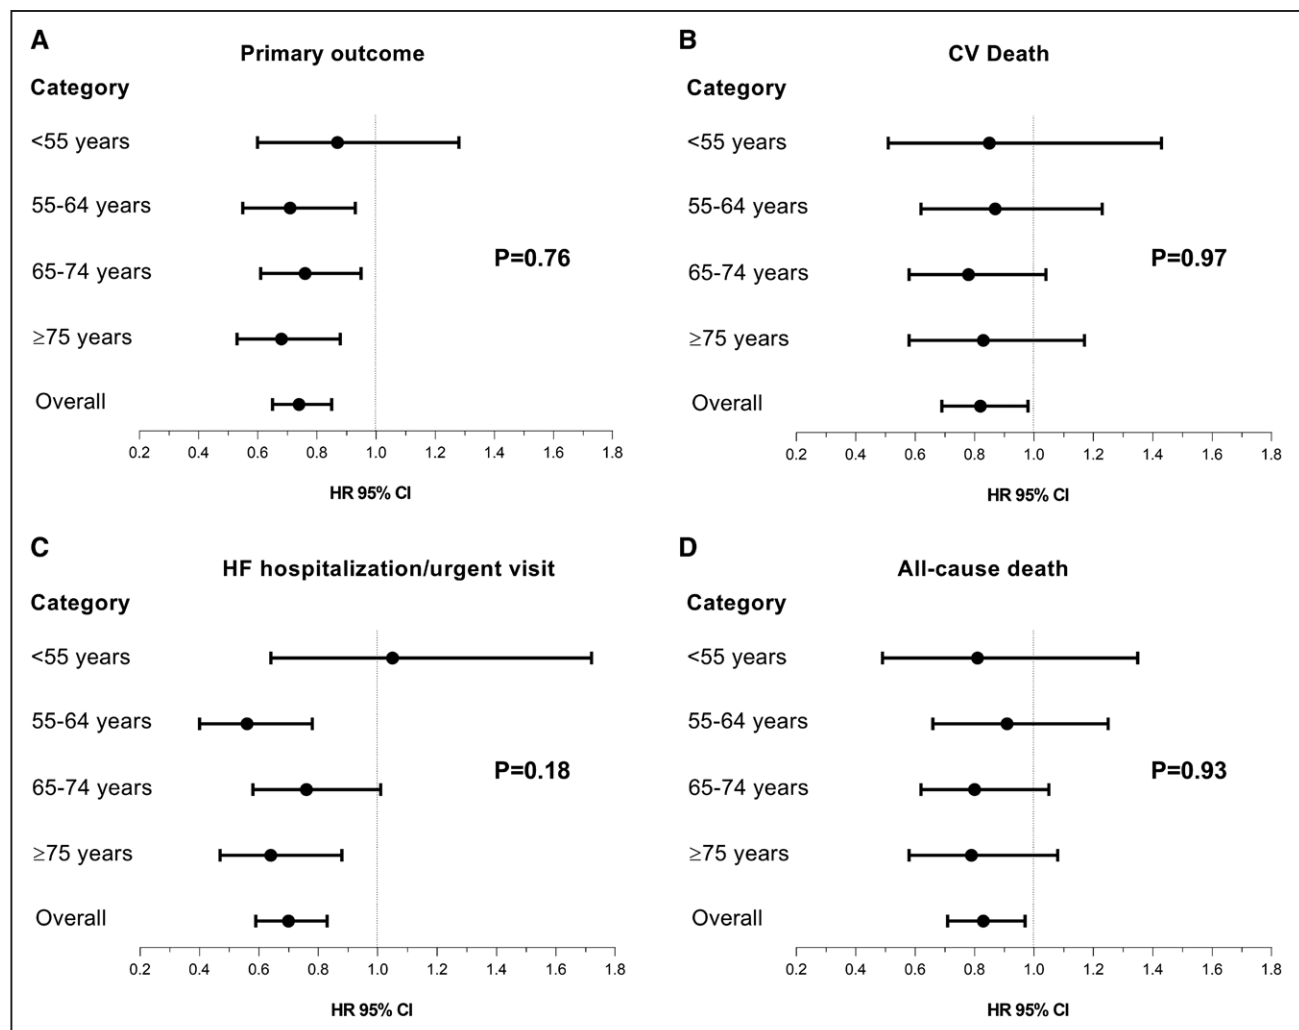 A
Primary outcome
Category
<55 years
55-64 years
65-74 years
≥75 years
Overall
P=0.76
0.2 0.4 0.6 0.8 1.0 1.2 1.4 1.6 1.8
HR 95% CI
B
CV Death
Category
<55 years
55-64 years
65-74 years
≥75 years
Overall
P=0.97
0.2 0.4 0.6 0.8 1.0 1.2 1.4 1.6 1.8
HR 95% CI
C
HF hospitalization/urgent visit
Category
<55 years
55-64 years
65-74 years
≥75 years
Overall
P=0.18
0.2 0.4 0.6 0.8 1.0 1.2 1.4 1.6 1.8
HR 95% CI
D
All-cause death
Category
<55 years
55-64 years
65-74 years
≥75 years
Overall
P=0.93
0.2 0.4 0.6 0.8 1.0 1.2 1.4 1.6 1.8
HR 95% CI